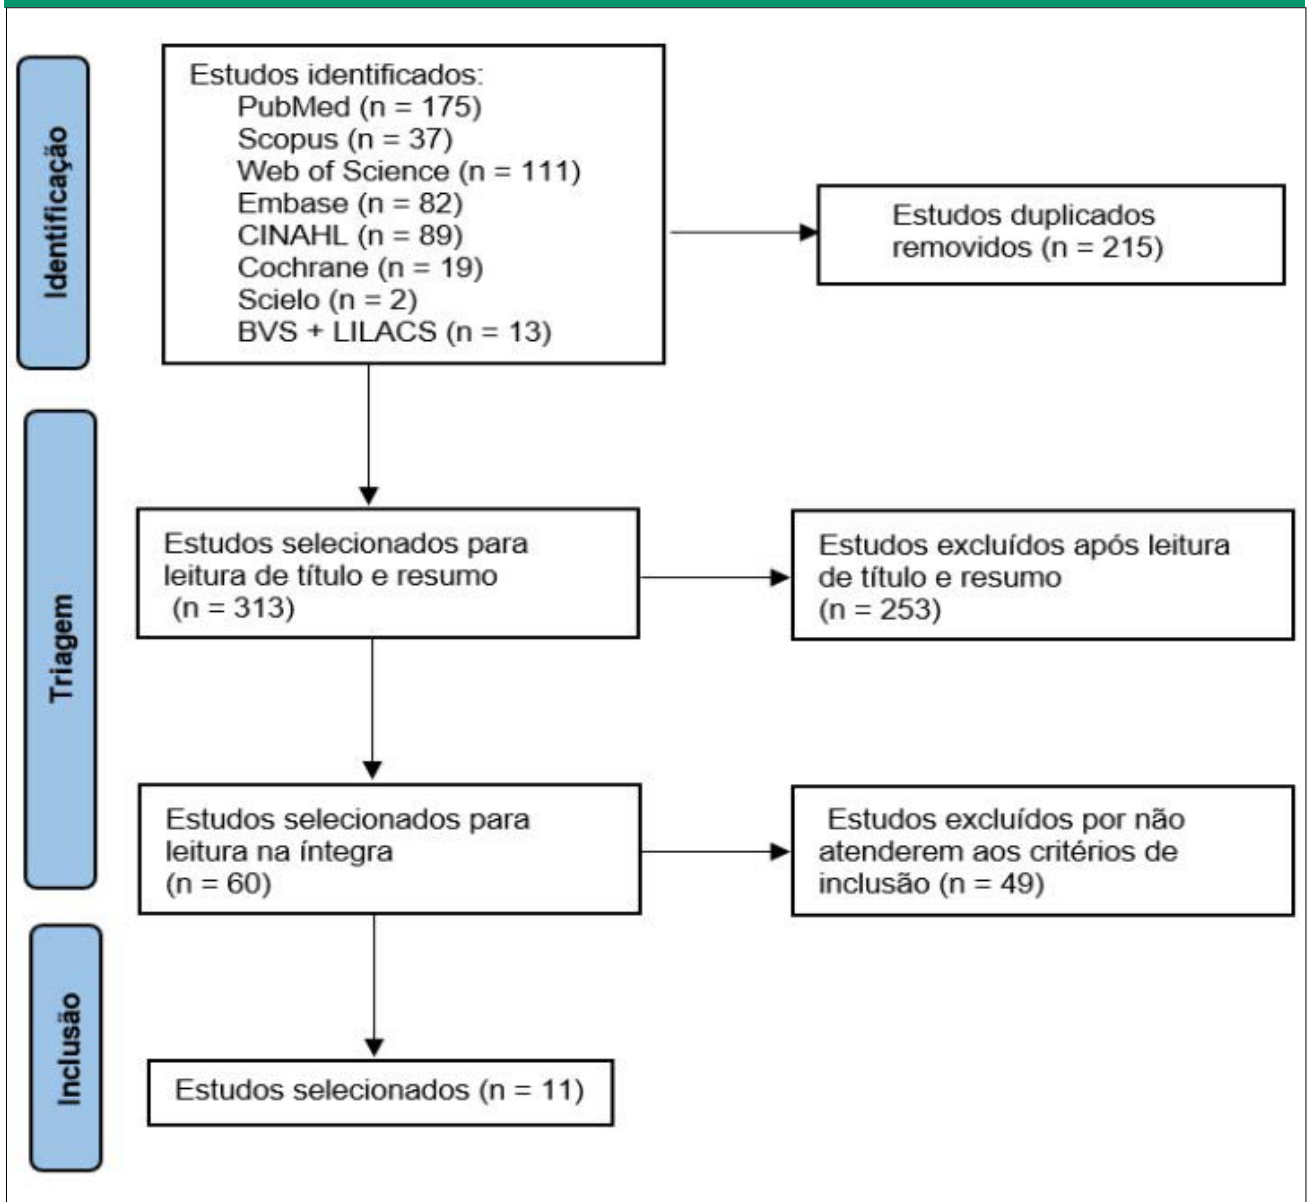 Identificação
Estudos identificados:
PubMed (n = 175)
Scopus (n = 37)
Web of Science (n = 111)
Embase (n = 82)
CINAHL (n = 89)
Cochrane (n = 19)
Scielo (n = 2)
BVS + LILACS (n = 13)
Estudos duplicados
removidos (n = 215)
Triagem
Estudos selecionados para
leitura de título e resumo
(n = 313)
Estudos excluídos após leitura
de título e resumo
(n = 253)
Estudos selecionados para
leitura na íntegra
(n = 60)
Estudos excluídos por não
atenderem aos critérios de
inclusão (n = 49)
Inclusão
Estudos selecionados (n = 11)